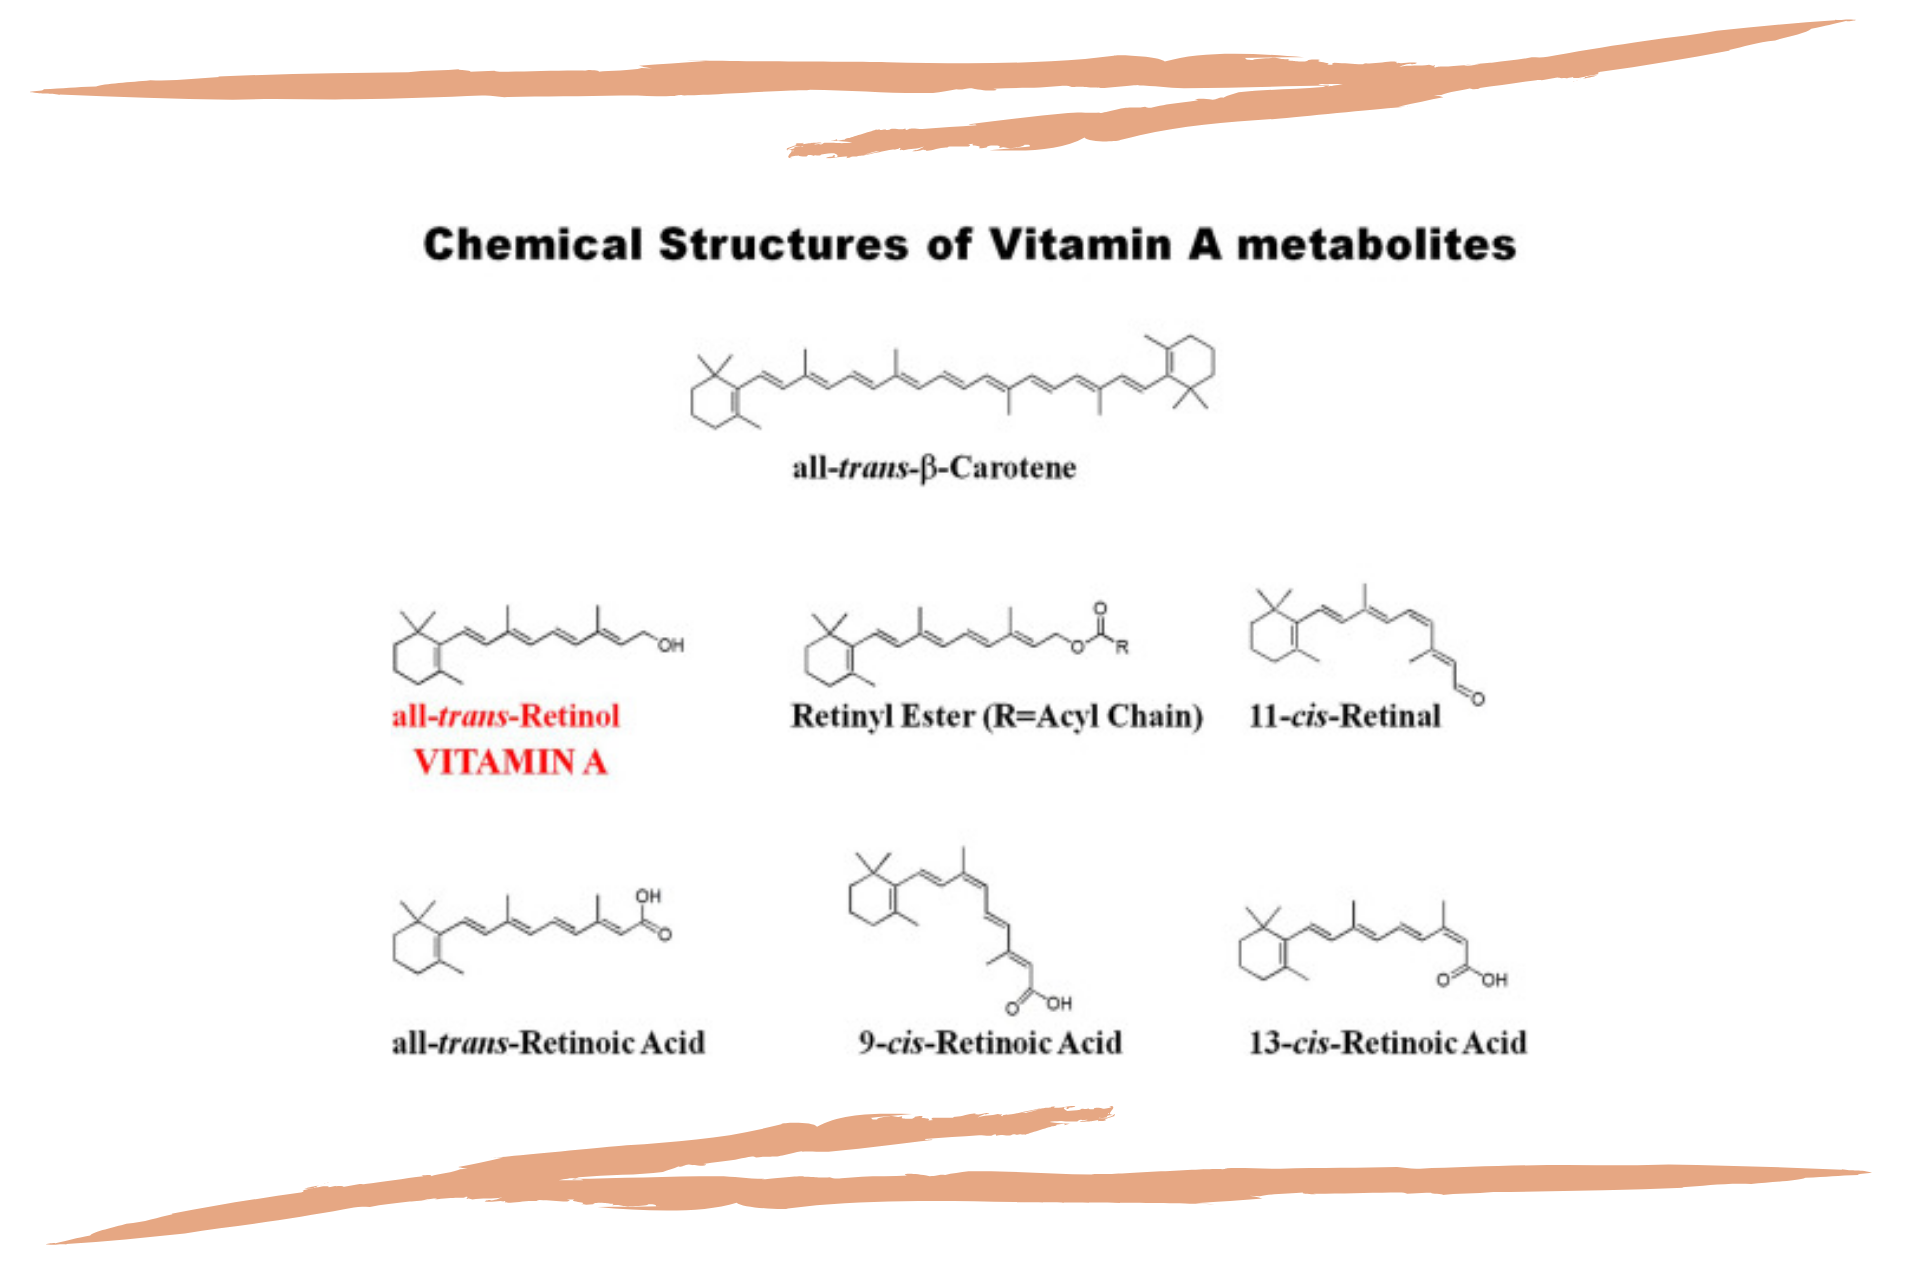 Chemical Structures of Vitamin A metabolites
all-trans-β-Carotene
OH
O
O
R
O
all-trans-Retinol
Retinyl Ester (R=Acyl Chain)
11-cis-Retinal
VITAMIN A
OH
O
O
OH
O
OH
all-trans-Retinoic Acid
9-cis-Retinoic Acid
13-cis-Retinoic Acid